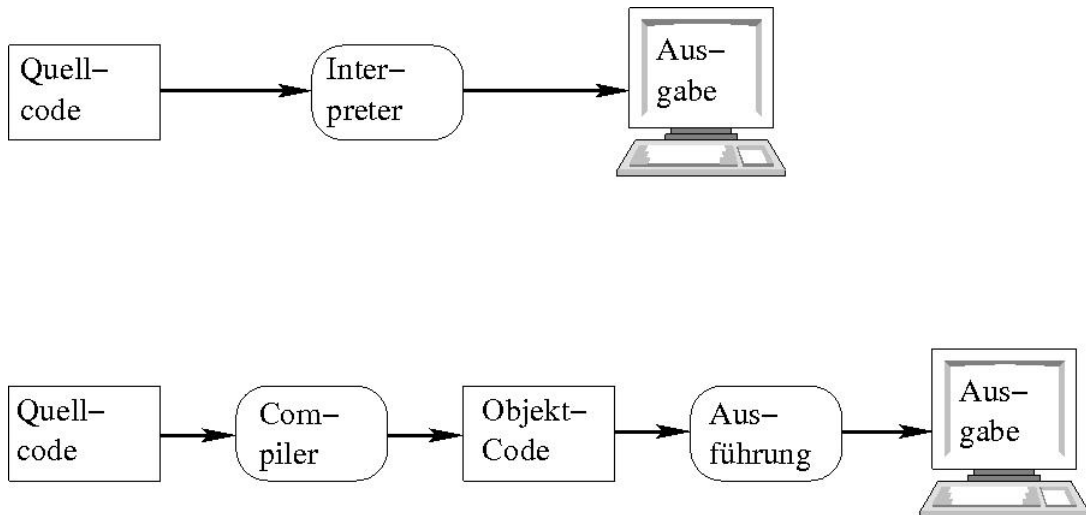 Quell–
code
Inter–
preter
Aus–
gabe
Quell–
code
Com–
piler
Objekt–
Code
Aus–
führung
Aus–
gabe